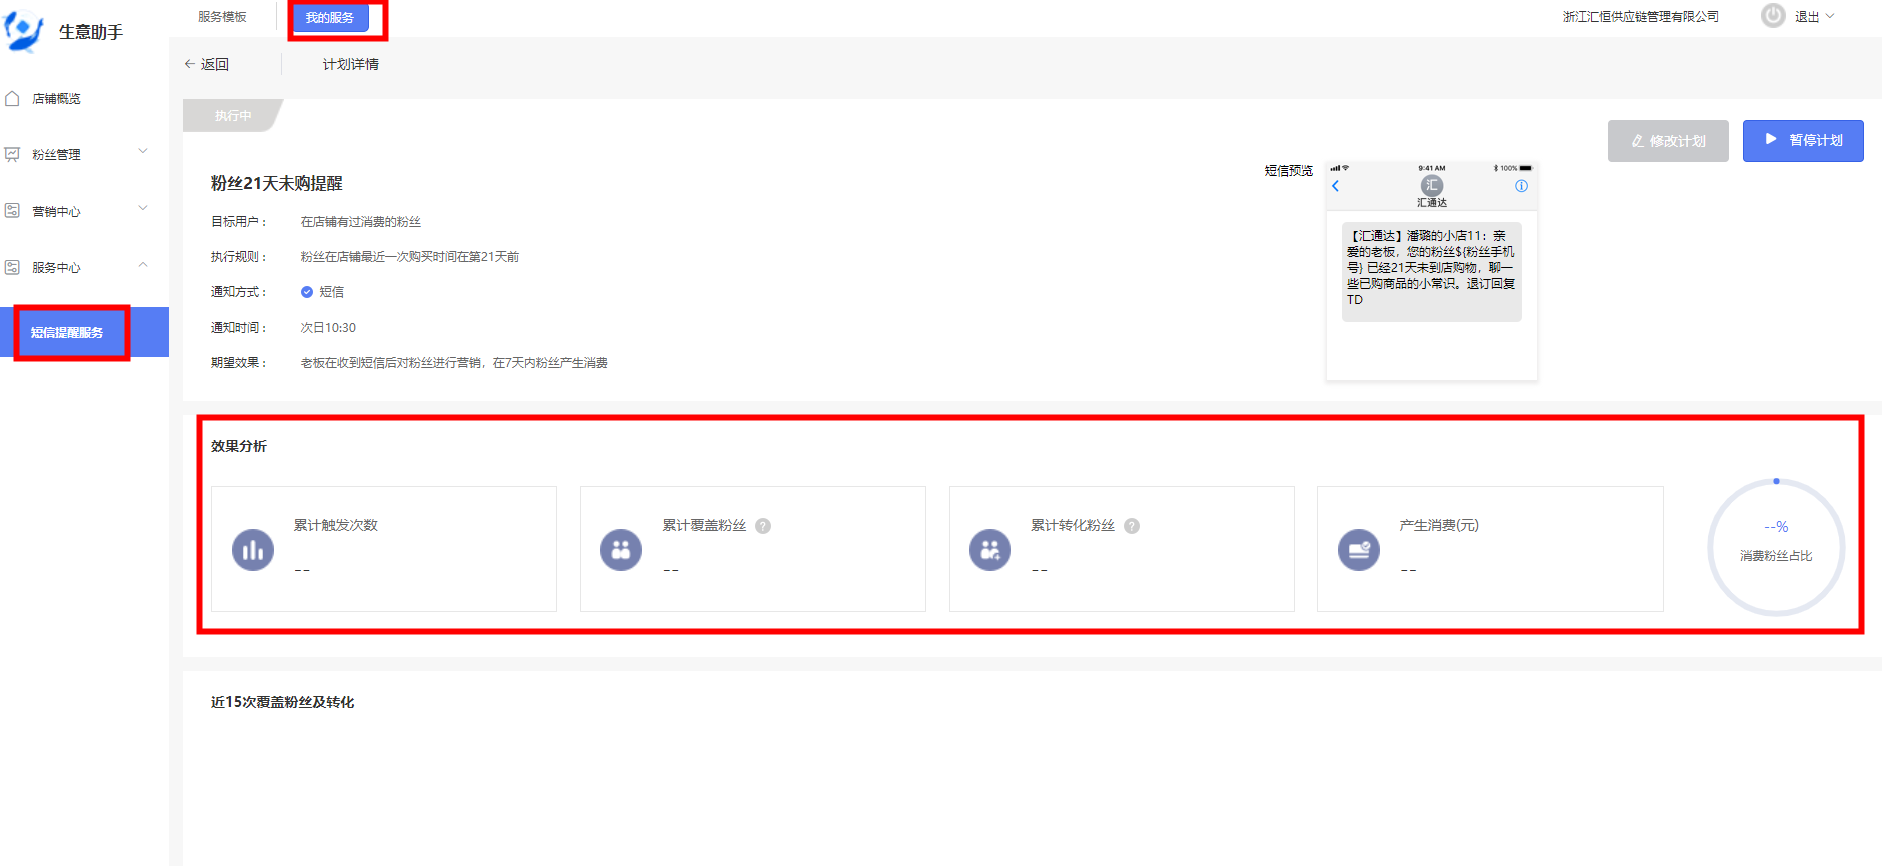 生意助手
服务模板
我的服务
浙江汇恒供应链管理有限公司
退出
返回
计划详情
店铺概览
粉丝管理
营销中心
服务中心
短信提醒服务
执行中
修改计划
暂停计划
粉丝21天未购提醒
目标用户：
在店铺有过消费的粉丝
执行规则：
粉丝在店铺最近一次购买时间在第21天前
通知方式：
短信
通知时间：
次日10:30
期望效果：
老板在收到短信后对粉丝进行营销，在7天内粉丝产生消费
短信预览
9:41 AM
100%
汇
汇通达
【汇通达】潘璐的小店11：亲
爱的老板，您的粉丝${粉丝手机
号} 已经21天未到店购物，聊一
些已购商品的小常识。退订回复
TD
效果分析
累计触发次数
--
累计覆盖粉丝 ?
--
累计转化粉丝 ?
--
产生消费(元)
--
--%
消费粉丝占比
近15次覆盖粉丝及转化